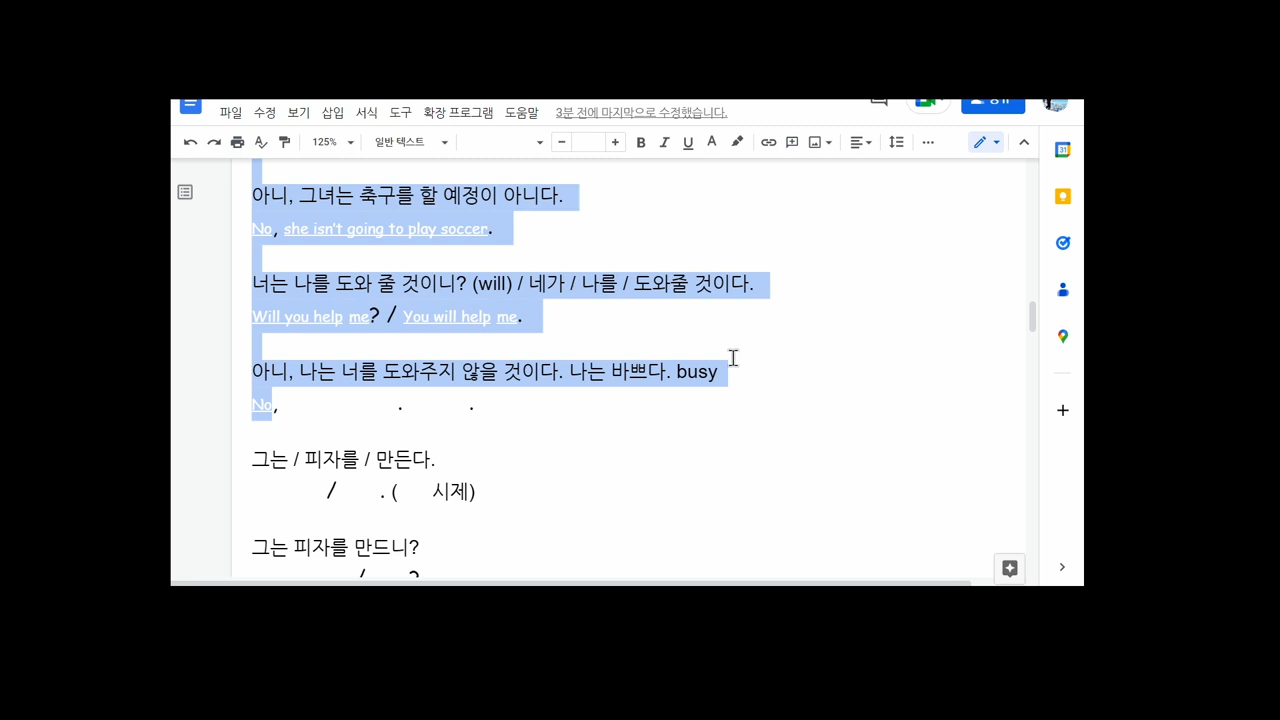 파일 수정 보기 삽입 서식 도구 확장 프로그램 도움말 3분 전에 마지막으로 수정했습니다.
125% 일반 텍스트
아니, 그녀는 축구를 할 예정이 아니다.
No, she isn't going to play soccer.
너는 나를 도와 줄 것이니? (will) / 네가 / 나를 / 도와줄 것이다.
Will you help me? / You will help me.
아니, 나는 너를 도와주지 않을 것이다. 나는 바쁘다. busy
No, . .
그는 / 피자를 / 만든다.
/ . ( 시제)
그는 피자를 만드니?
/ ?